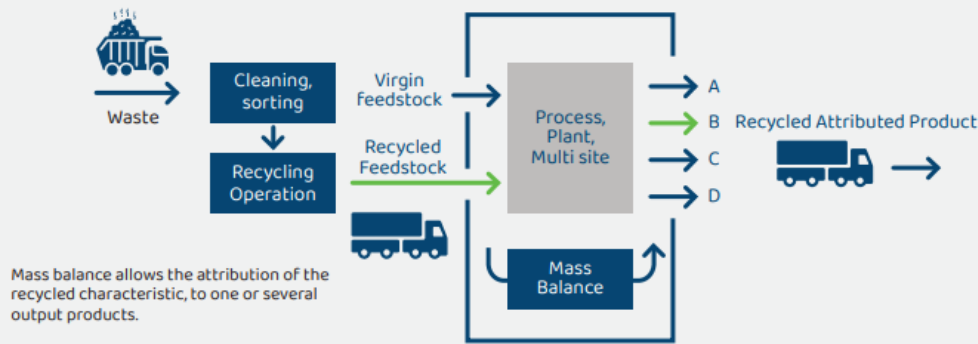 Waste
Cleaning,
sorting
Recycling
Operation
Virgin
feedstock
Recycled
Feedstock
Process,
Plant,
Multi site
Mass
Balance
A
B Recycled Attributed Product
C
D
Mass balance allows the attribution of the
recycled characteristic, to one or several
output products.